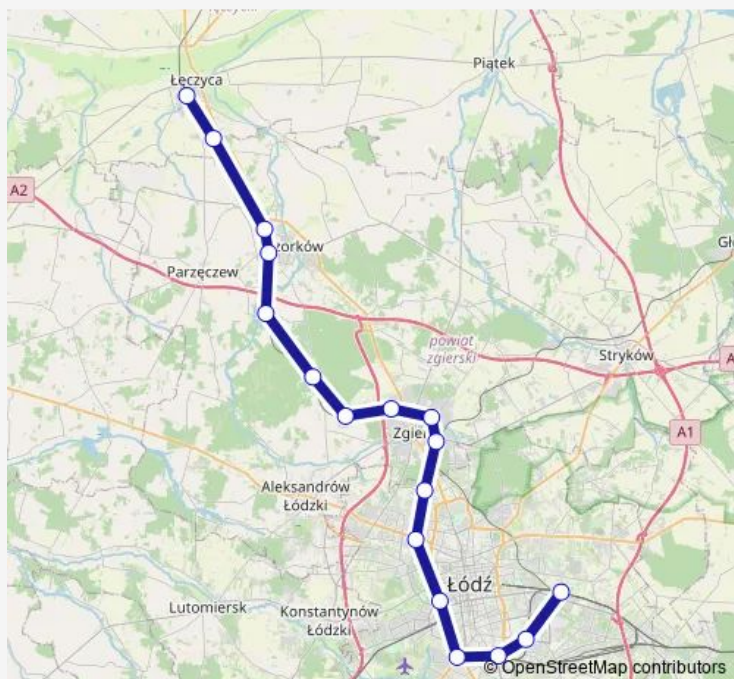 Łęczyca
Piątek
A2
Parzęczew
powiat
zgierski
Stryków
A1
Aleksandrów
Łódzki
Łódź
Lutomiersk
Konstantynów
Łódzki
© OpenStreetMap contributors